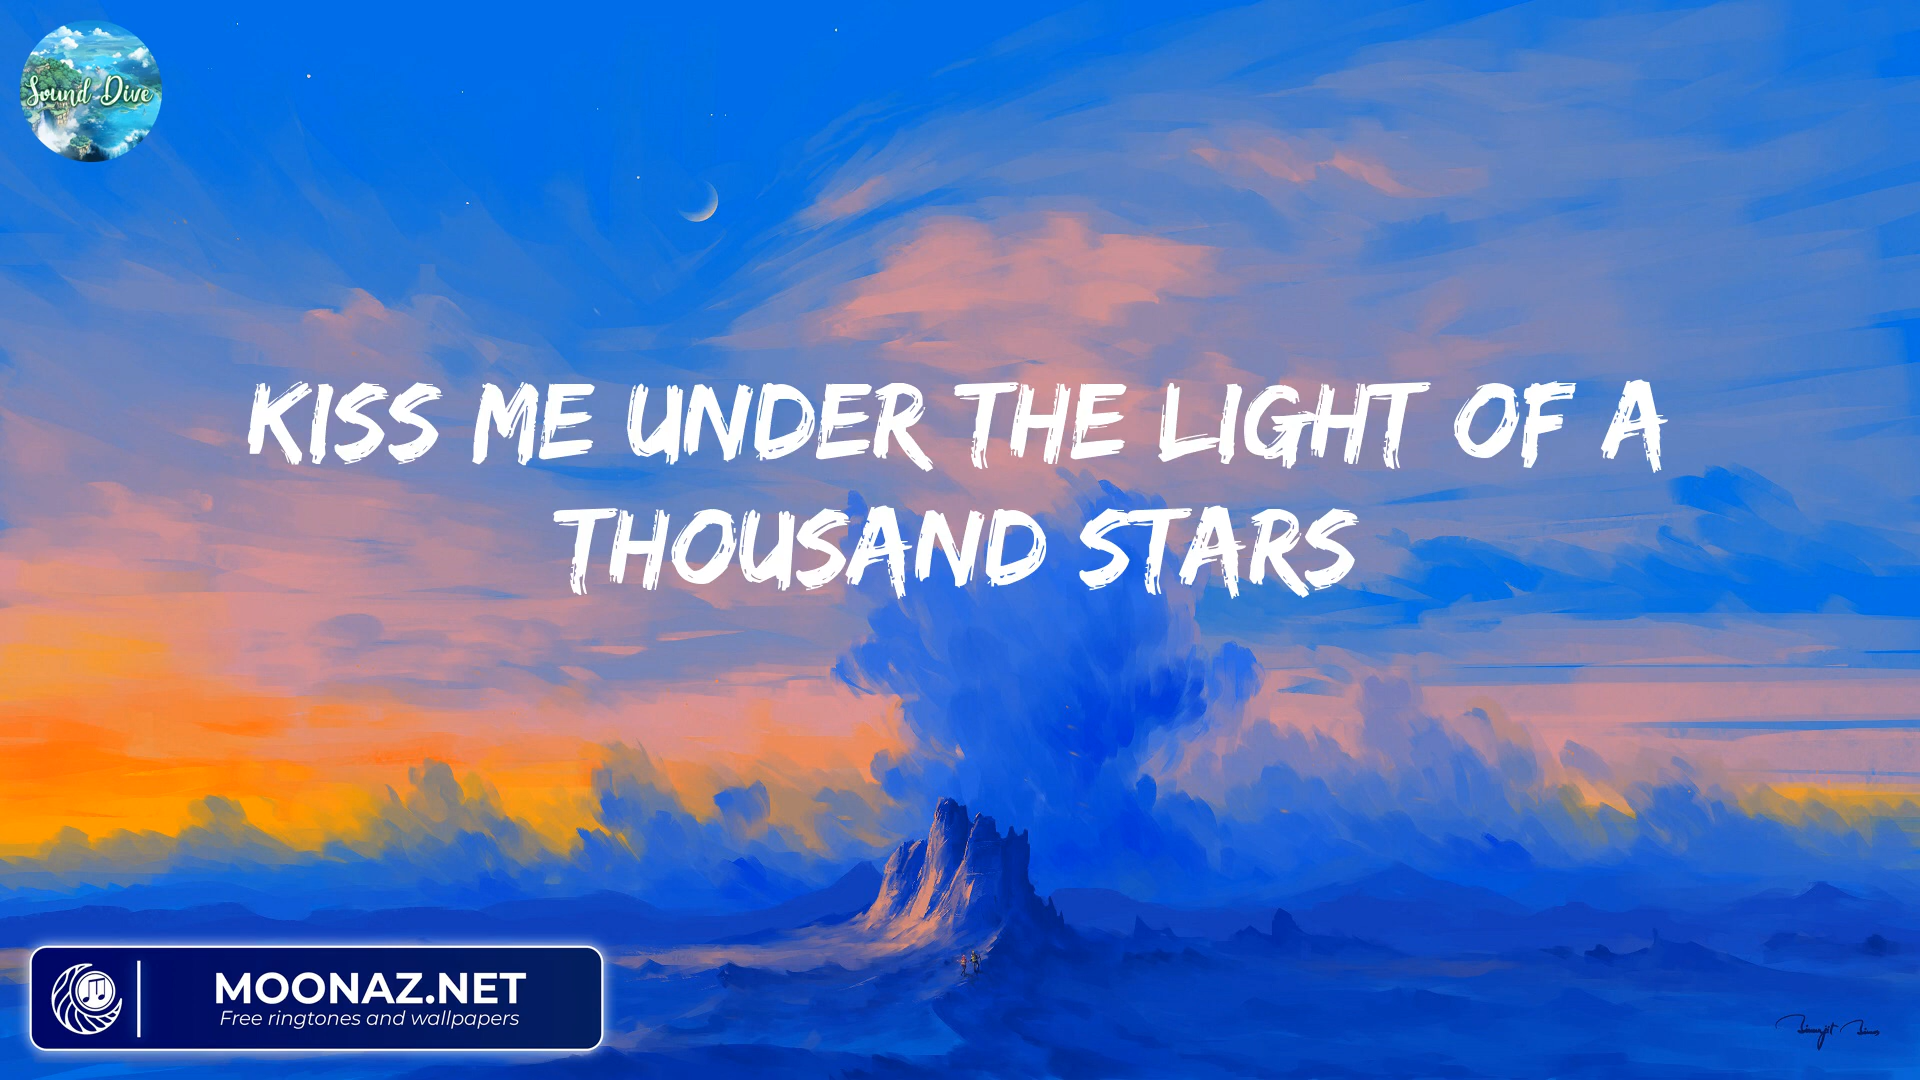 Sound Dive
KISS ME UNDER THE LIGHT OF A
THOUSAND STARS
MOONAZ.NET
Free ringtones and wallpapers